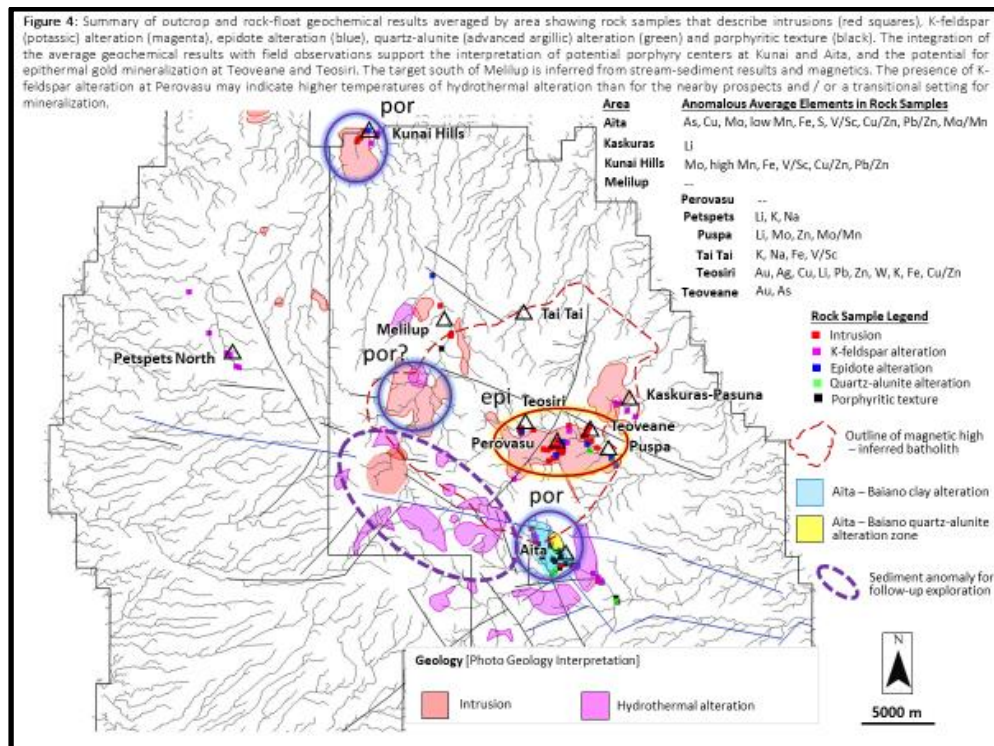 Figure 4: Summary of outcrop and rock-float geochemical results averaged by area showing rock samples that describe intrusions (red squares), K-feldspar
(potassic) alteration (magenta), epidote alteration (blue), quartz-alunite (advanced argillic) alteration (green) and porphyritic texture (black). The integration of
the average geochemical results with field observations support the interpretation of potential porphyry centers at Kunai and Aita, and the potential for
epithermal gold mineralization at Teoveane and Teosiri. The target south of Melilup is inferred from stream-sediment results and magnetics. The presence of K-
feldspar alteration at Perovasu may indicate higher temperatures of hydrothermal alteration than for the nearby prospects and / or a transitional setting for
mineralization.
por
Kunai Hills
Area Anomalous Average Elements in Rock Samples
Aita As, Cu, Mo, low Mn, Fe, S, V/Sc, Cu/Zn, Pb/Zn, Mo/Mn
Kaskuras Li
Kunai Hills Mo, high Mn, Fe, V/Sc, Cu/Zn, Pb/Zn
Melilup --
Perovasu --
Petspets Li, K, Na
Puspa Li, Mo, Zn, Mo/Mn
Tai Tai K, Na, Fe, V/Sc
Teosiri Au, Ag, Cu, Li, Pb, Zn, W, K, Fe, Cu/Zn
Teoveane Au, As
Rock Sample Legend
Intrusion
K-feldspar alteration
Epidote alteration
Quartz-alunite alteration
Porphyritic texture
Outline of magnetic high
– inferred batholith
Aita – Baiano clay alteration
Aita – Baiano quartz-alunite
alteration zone
Sediment anomaly for
follow-up exploration
Melilup
Tai Tai
Petspets North
por?
epi
Teosiri
Kaskuras-Pasuna
Teoveane
Perovasu
Puspa
por
Aita
Geology [Photo Geology Interpretation]
Intrusion
Hydrothermal alteration
N
5000 m